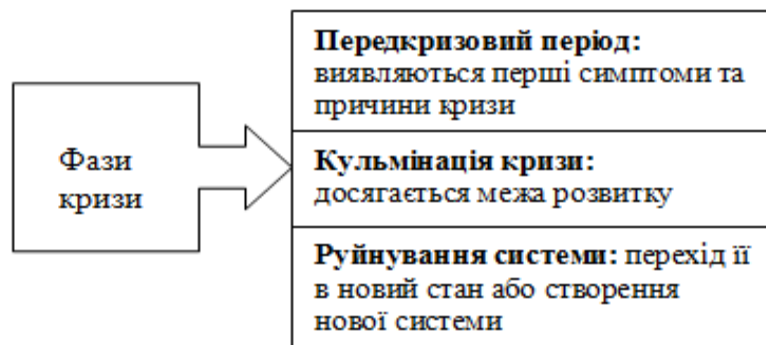 Фази
кризи
Передкризовий період:
виявляються перші симптоми та
причини кризи
Кульмінація кризи:
досягається межа розвитку
Руйнування системи: перехід її
в новий стан або створення
нової системи